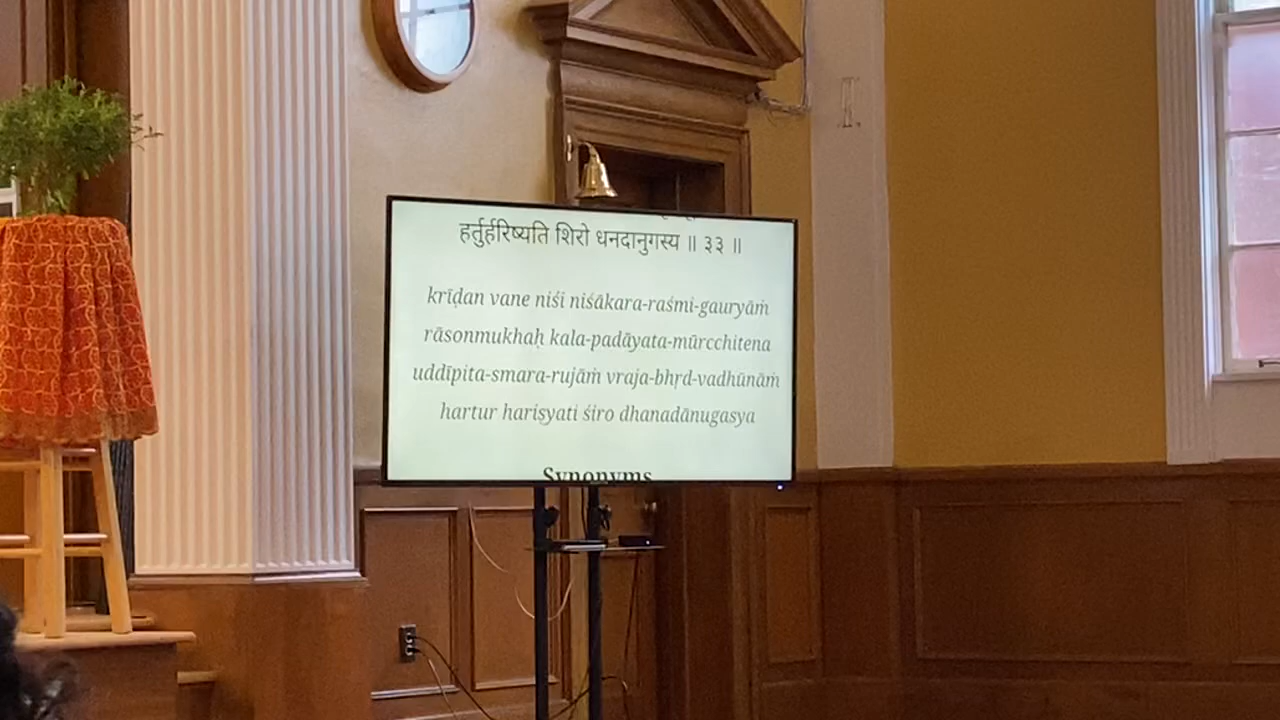 हर्तुर्हरिष्यति शिरो धनदानुगस्य ॥ ३३ ॥
krīḍan vane niśi niśākara-raśmi-gauryāṁ
rāsonmukhaḥ kala-padāyata-mūrcchitena
uddīpita-smara-rujāṁ vraja-bhṛd-vadhūnāṁ
hartur hariṣyati śiro dhanadānugasya
Synonyms